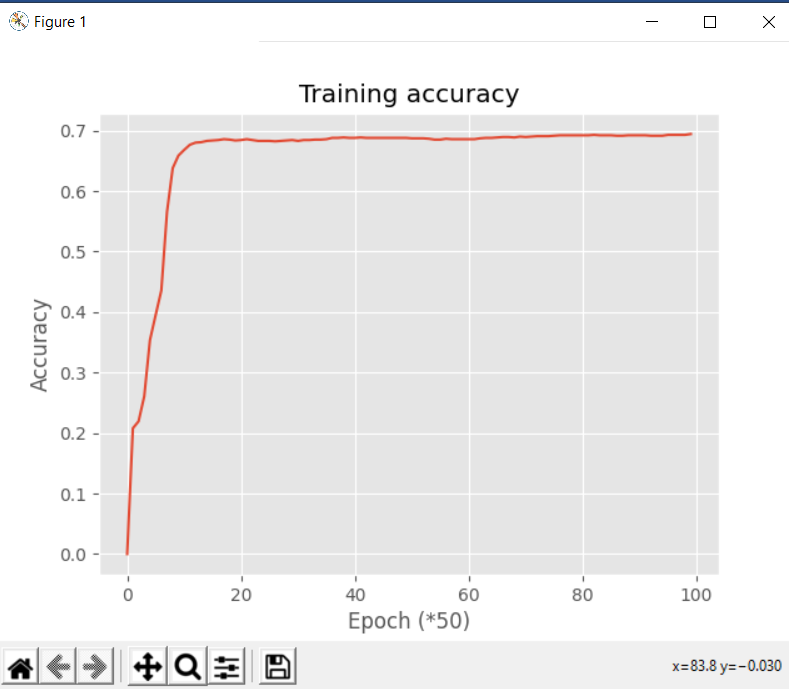 Figure 1
Training accuracy
0.7
0.6
0.5
0.4
0.3
0.2
0.1
0.0
Accuracy
0 20 40 60 80 100
Epoch (*50)
x=83.8 y=−0.030